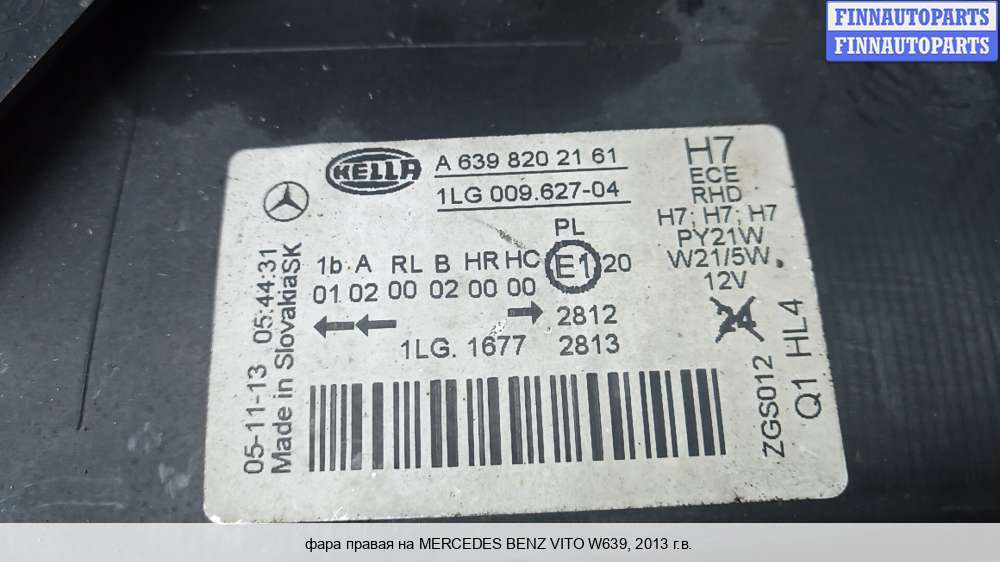 FINNAUTOPARTS
FINNAUTOPARTS
HELLA
A 639 820 21 61
1LG 009.627-04
H7
ECE
RHD
H7; H7; H7
PY21W
W21/5W
12V
24
PL
1b A RL B HR HC E1 20
01 02 00 02 00 00
2812
1LG. 1677 2813
05-11-13 05:44:31
Made in SlovakiaSK
ZGS012
Q1 HL4
фара правая на MERCEDES BENZ VITO W639, 2013 г.в.